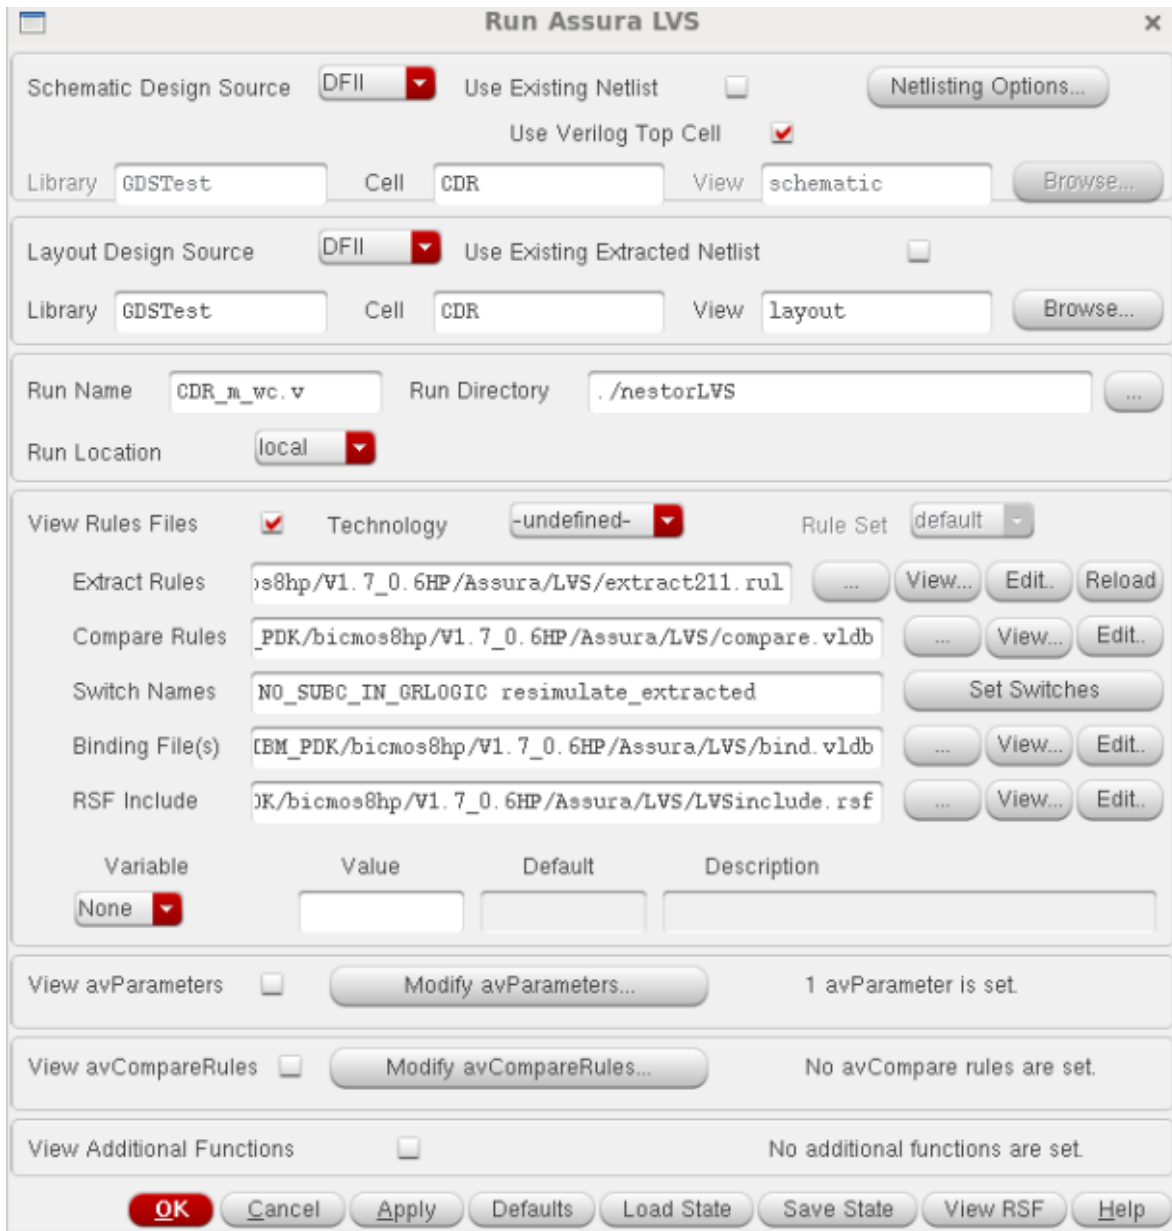 Run Assura LVS
Schematic Design Source DFII Use Existing Netlist Netlisting Options...
Use Verilog Top Cell
Library GDSTest Cell CDR View schematic Browse...
Layout Design Source DFII Use Existing Extracted Netlist
Library GDSTest Cell CDR View layout Browse...
Run Name CDR_m_wc.v Run Directory ./nestorLVS ...
Run Location local
View Rules Files Technology -undefined- Rule Set default
Extract Rules os8hp/V1.7_0.6HP/Assura/LVS/extract211.rul ... View... Edit.. Reload
Compare Rules _PDK/bicmos8hp/V1.7_0.6HP/Assura/LVS/compare.vldb ... View... Edit..
Switch Names NO_SUBC_IN_GRLOGIC resimulate_extracted Set Switches
Binding File(s) IBM_PDK/bicmos8hp/V1.7_0.6HP/Assura/LVS/bind.vldb ... View... Edit..
RSF Include DK/bicmos8hp/V1.7_0.6HP/Assura/LVS/LVSinclude.rsf ... View... Edit..
Variable Value Default Description
None
View avParameters Modify avParameters... 1 avParameter is set.
View avCompareRules Modify avCompareRules... No avCompare rules are set.
View Additional Functions No additional functions are set.
OK Cancel Apply Defaults Load State Save State View RSF Help